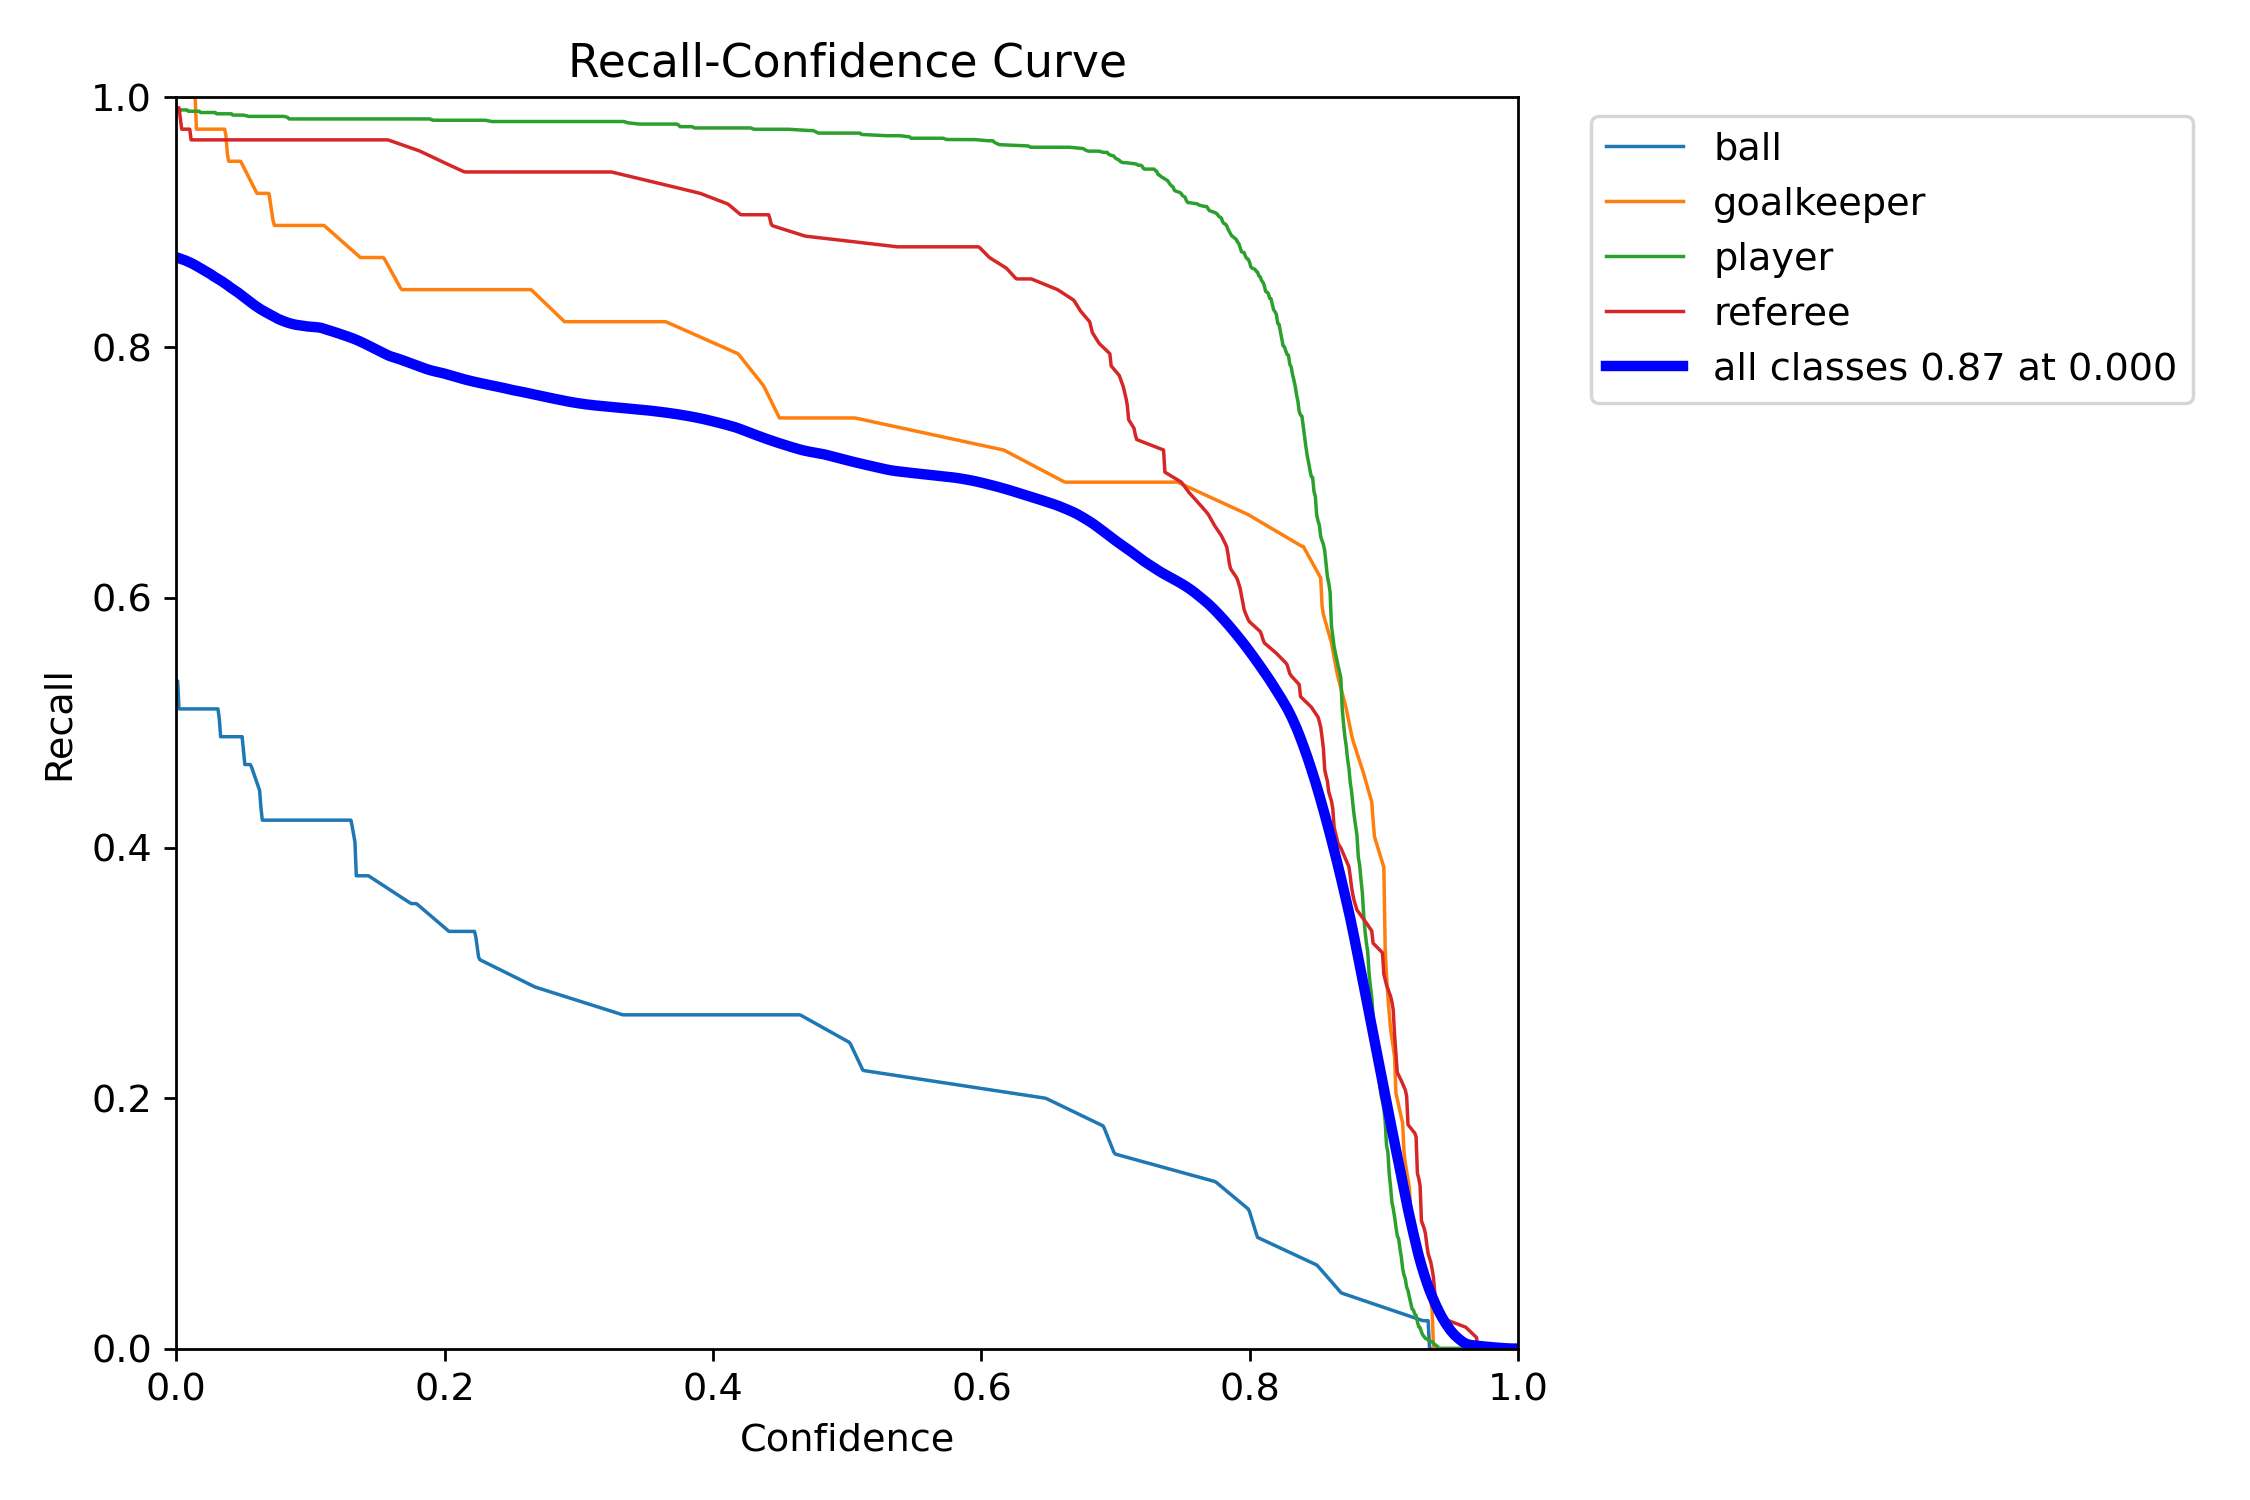 Recall-Confidence Curve
1.0
0.8
0.6
0.4
0.2
0.0
Recall
0.0 0.2 0.4 0.6 0.8 1.0
Confidence
ball
goalkeeper
player
referee
all classes 0.87 at 0.000